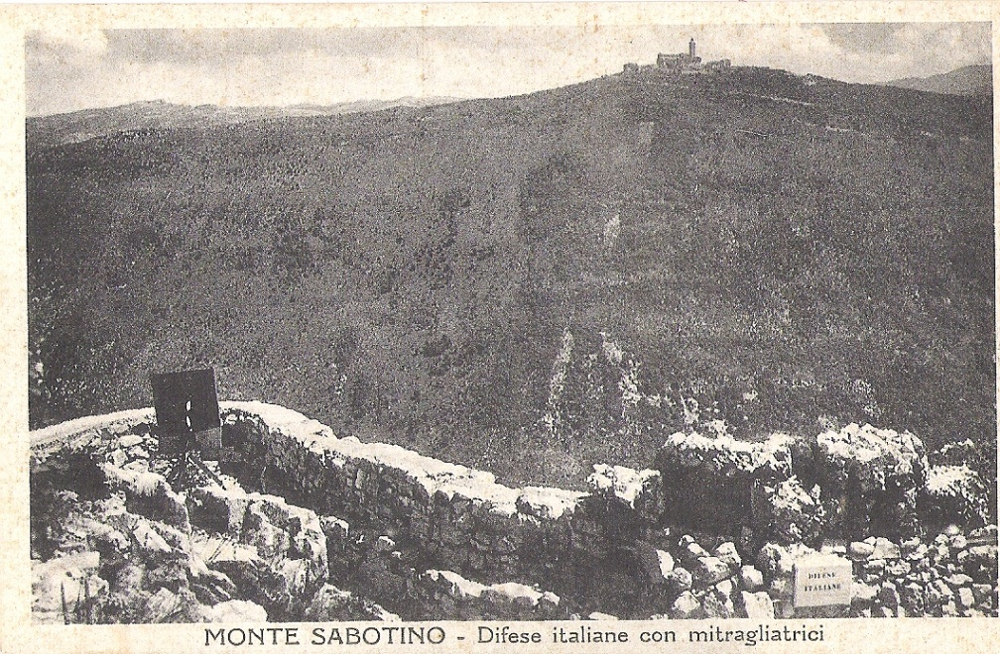 DIFESE
ITALIANE
MONTE SABOTINO - Difese italiane con mitragliatrici